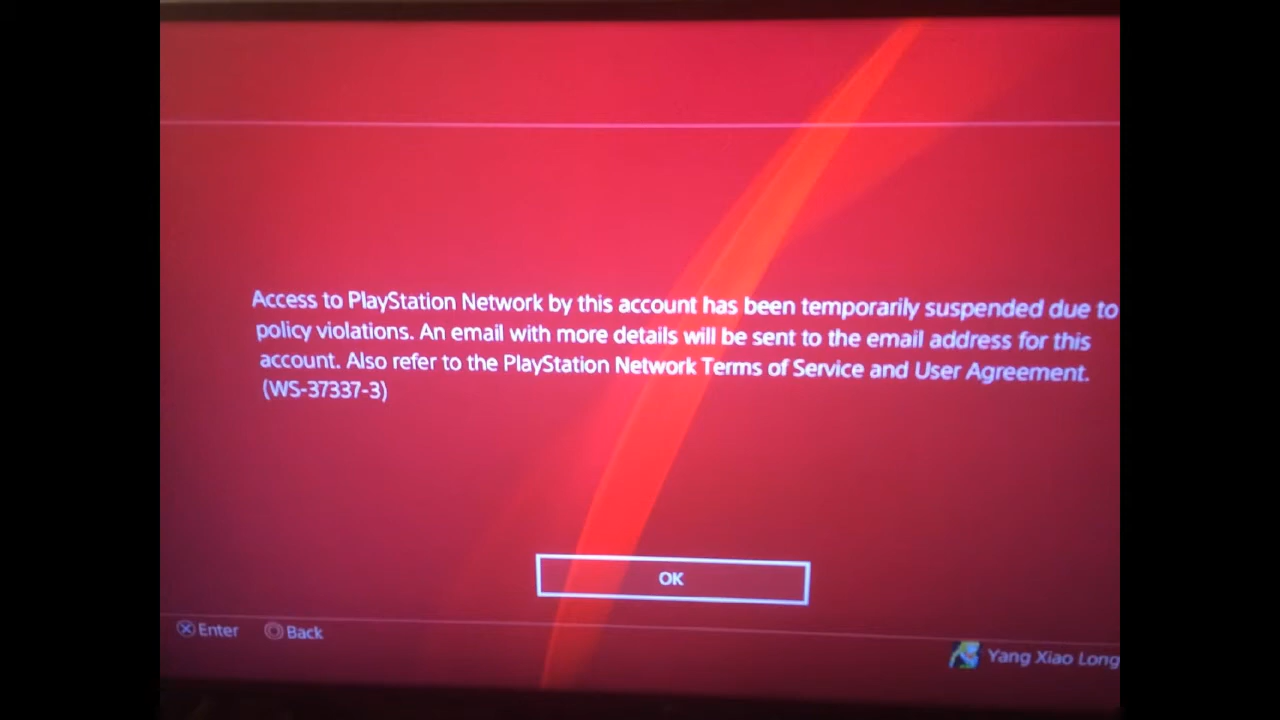 Access to PlayStation Network by this account has been temporarily suspended due to
policy violations. An email with more details will be sent to the email address for this
account. Also refer to the PlayStation Network Terms of Service and User Agreement.
(WS-37337-3)
OK
Enter Back
Yang Xiao Long